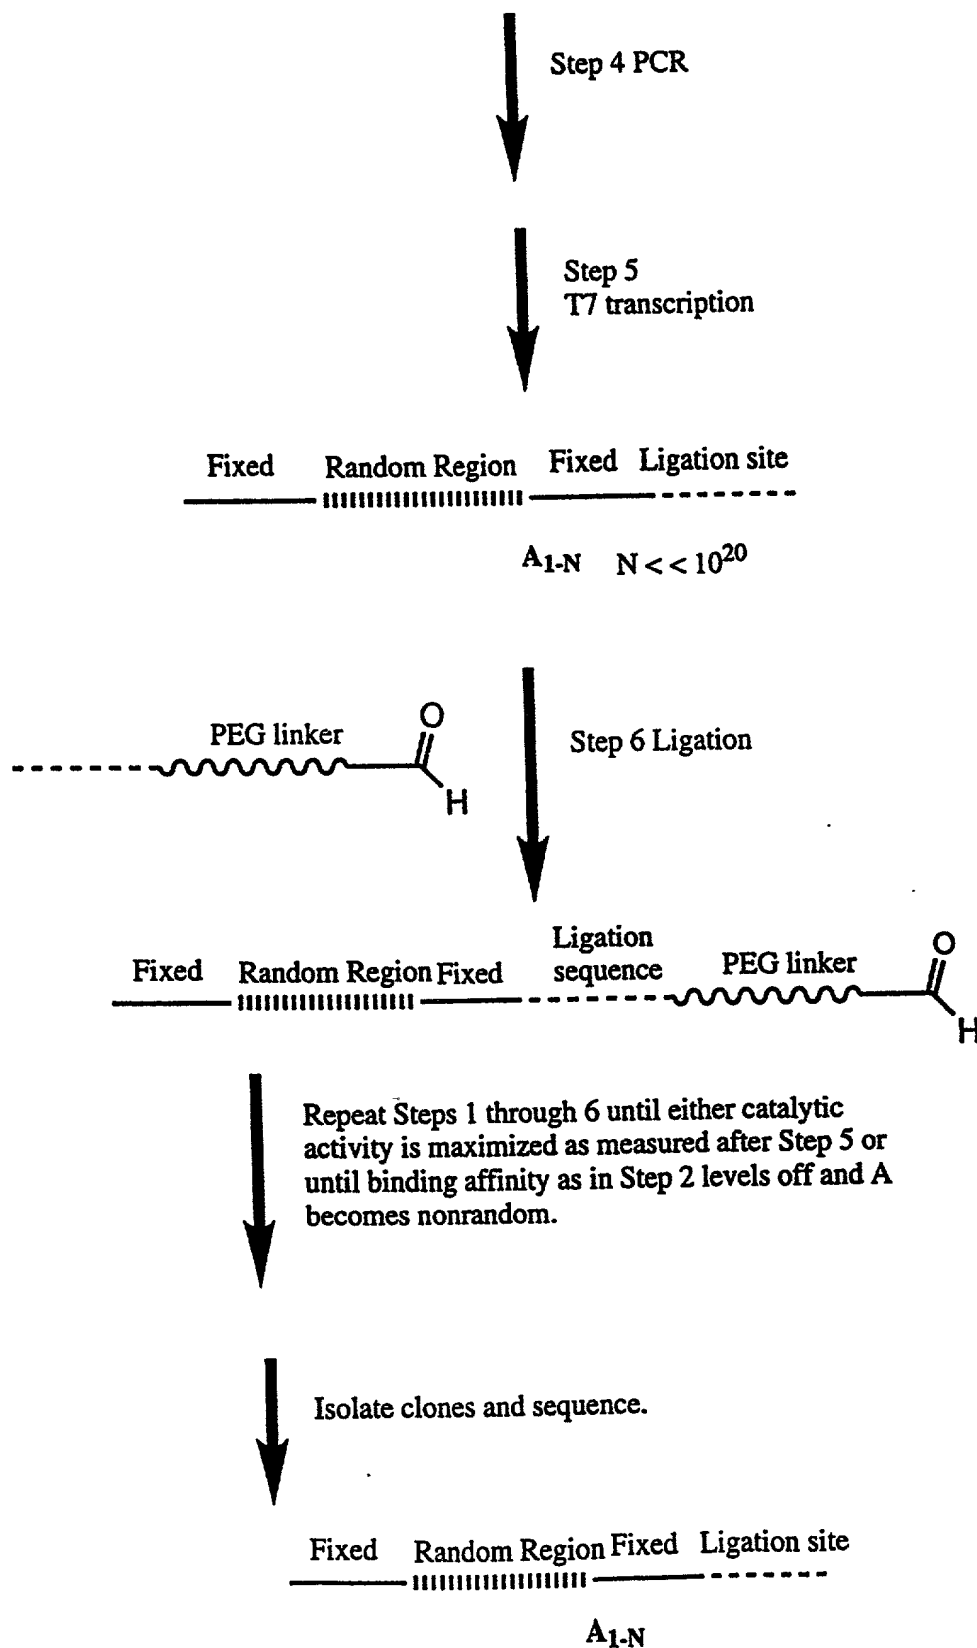 Step 4 PCR
Step 5
T7 transcription
Fixed Random Region Fixed Ligation site
A1-N N < < 10^20
PEG linker
O
H
Step 6 Ligation
Fixed Random Region Fixed Ligation
sequence PEG linker
O
H
Repeat Steps 1 through 6 until either catalytic
activity is maximized as measured after Step 5 or
until binding affinity as in Step 2 levels off and A
becomes nonrandom.
Isolate clones and sequence.
Fixed Random Region Fixed Ligation site
A1-N